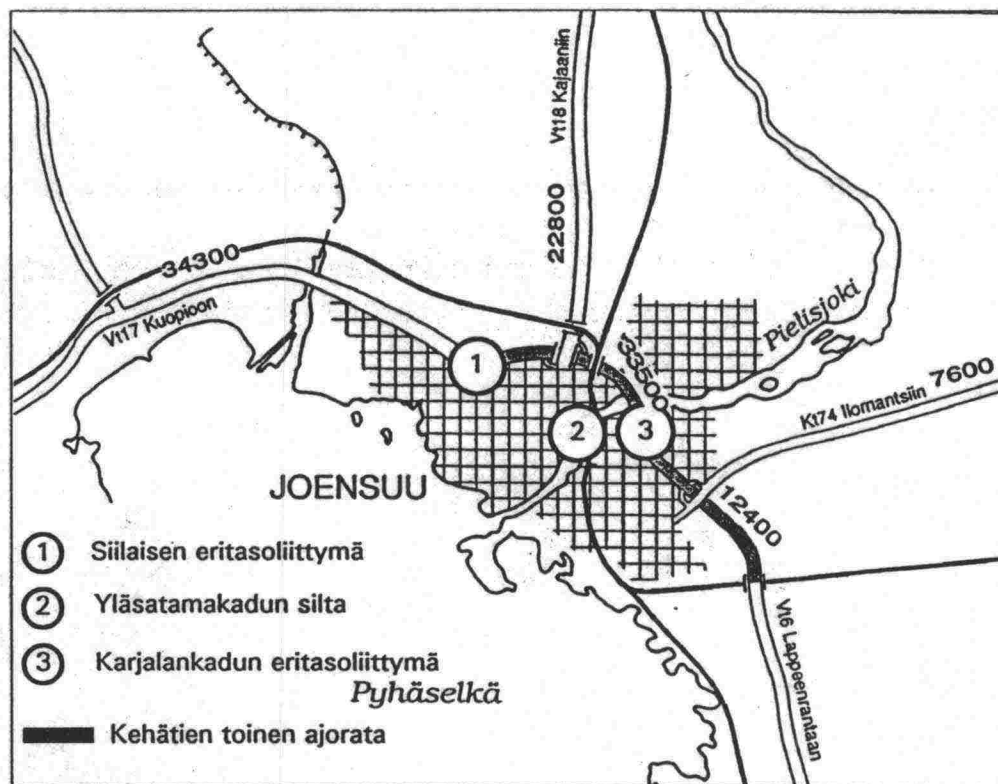 Vt18 Kajaaniin
22800
34300
Vt17 Kuopioon
Pielisjoki
33500
Kt74 Ilomantsiin 7600
1
2
3
12400
JOENSUU
Vt6 Lappeenrantaan
1 Siilaisen eritasoliittymä
2 Yläsatamakadun silta
3 Karjalankadun eritasoliittymä
Pyhäselkä
Kehätien toinen ajorata